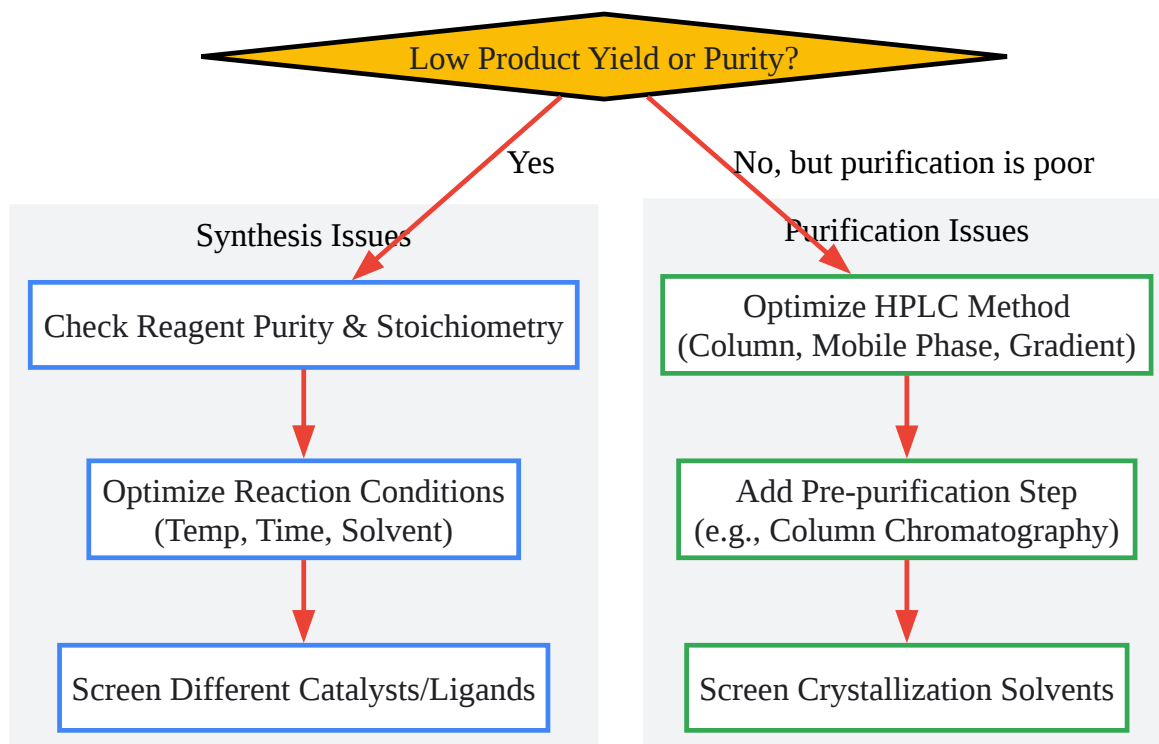 Low Product Yield or Purity?
Yes
No, but purification is poor
Synthesis Issues
Check Reagent Purity & Stoichiometry
Optimize Reaction Conditions
(Temp, Time, Solvent)
Screen Different Catalysts/Ligands
Purification Issues
Optimize HPLC Method
(Column, Mobile Phase, Gradient)
Add Pre-purification Step
(e.g., Column Chromatography)
Screen Crystallization Solvents